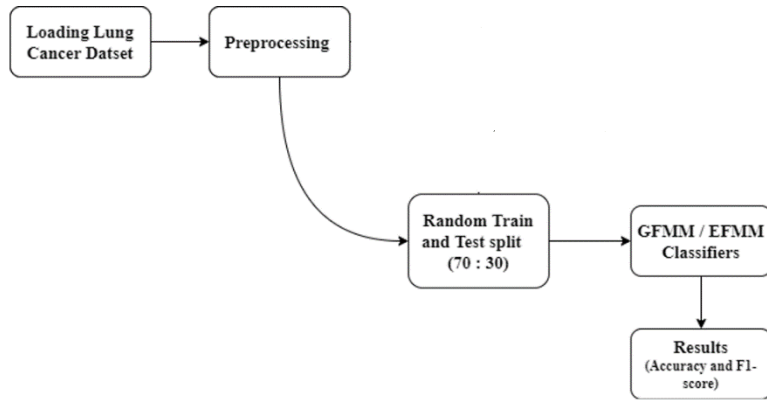 Loading Lung
Cancer Datset
Preprocessing
Random Train
and Test split
(70 : 30)
GFMM / EFMM
Classifiers
Results
(Accuracy and F1-
score)